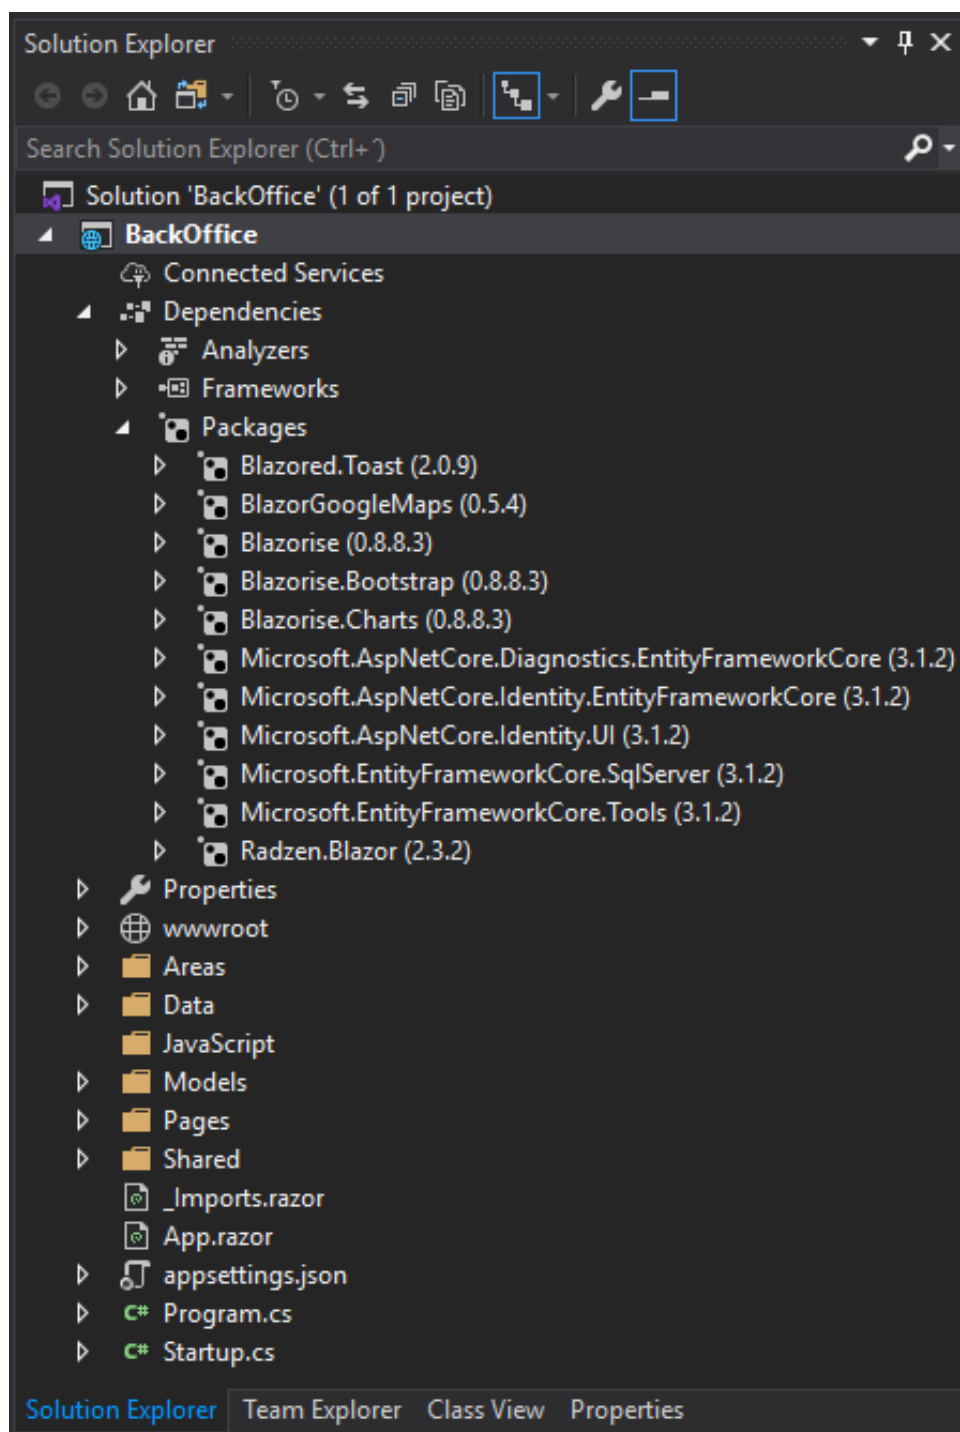 Solution Explorer
Search Solution Explorer (Ctrl+´)
Solution 'BackOffice' (1 of 1 project)
BackOffice
Connected Services
Dependencies
Analyzers
Frameworks
Packages
Blazored.Toast (2.0.9)
BlazorGoogleMaps (0.5.4)
Blazorise (0.8.8.3)
Blazorise.Bootstrap (0.8.8.3)
Blazorise.Charts (0.8.8.3)
Microsoft.AspNetCore.Diagnostics.EntityFrameworkCore (3.1.2)
Microsoft.AspNetCore.Identity.EntityFrameworkCore (3.1.2)
Microsoft.AspNetCore.Identity.UI (3.1.2)
Microsoft.EntityFrameworkCore.SqlServer (3.1.2)
Microsoft.EntityFrameworkCore.Tools (3.1.2)
Radzen.Blazor (2.3.2)
Properties
wwwroot
Areas
Data
JavaScript
Models
Pages
Shared
_Imports.razor
App.razor
appsettings.json
C# Program.cs
C# Startup.cs
Solution Explorer Team Explorer Class View Properties